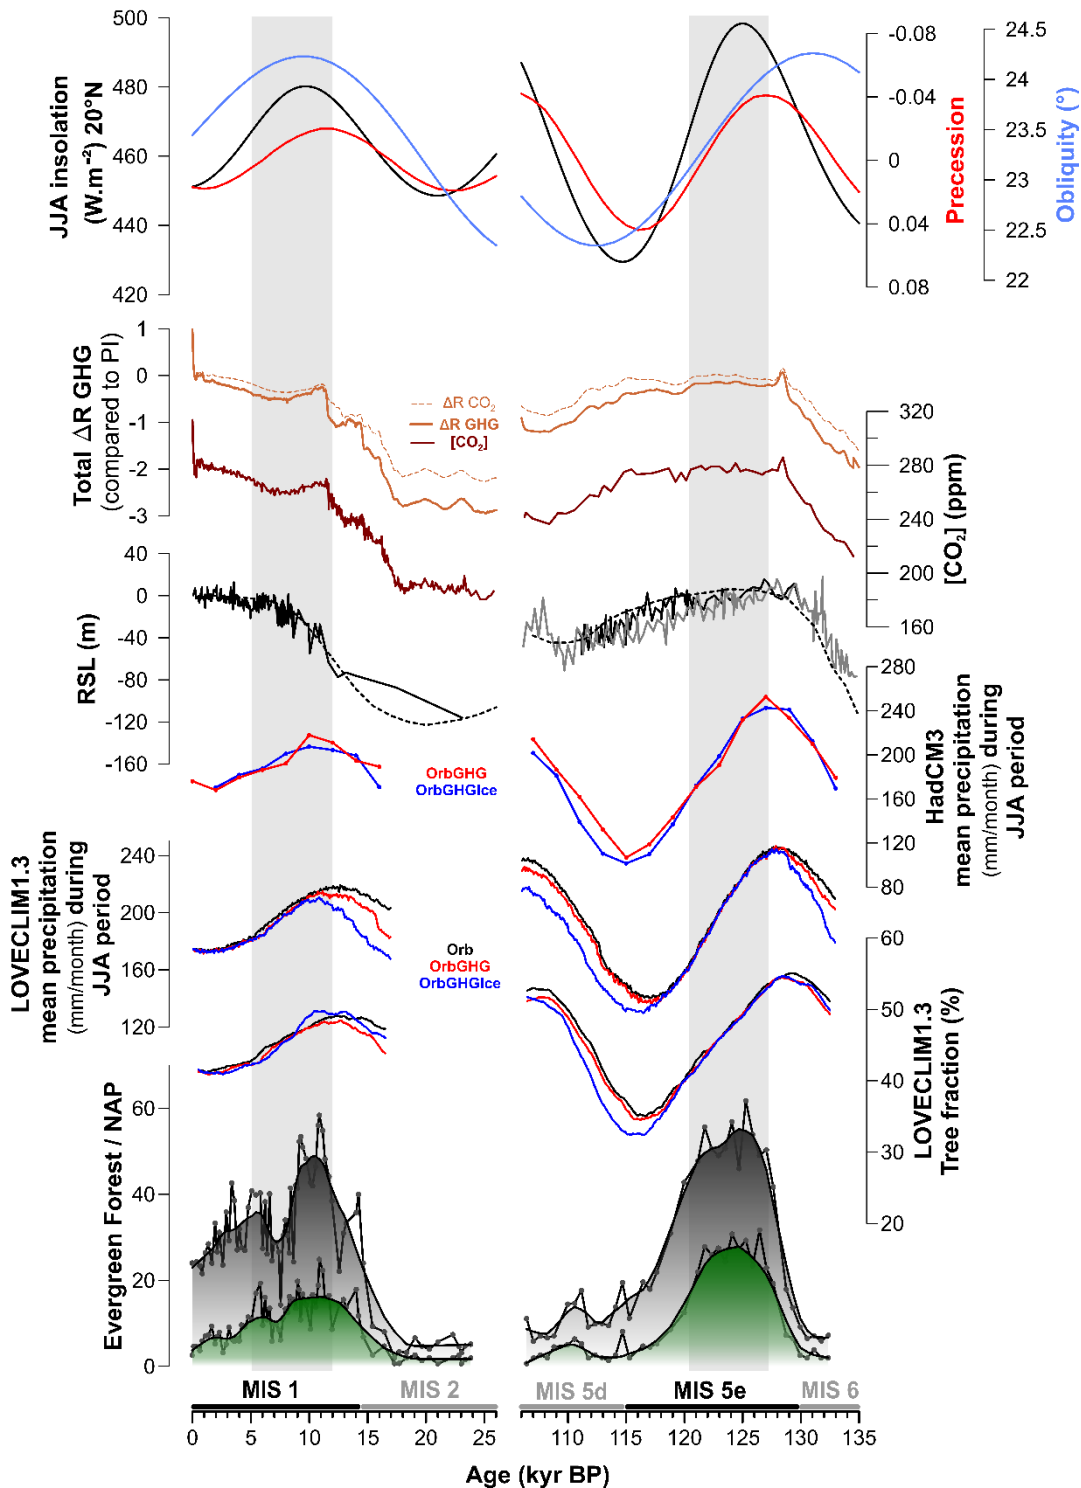 JJA insolation
(W.m⁻²) 20°N
500
480
460
440
420
-0.08
-0.04
0
0.04
0.08
Precession
24.5
24
23.5
23
22.5
22
Obliquity (°)
Total ΔR GHG
(compared to PI)
1
0
-1
-2
-3
ΔR CO₂
ΔR GHG
[CO₂]
320
280
240
200
160
[CO₂] (ppm)
RSL (m)
40
0
-40
-80
-120
-160
OrbGHG
OrbGHGIce
280
240
200
160
120
80
HadCM3
mean precipitation
(mm/month) during
JJA period
LOVECLIM1.3
mean precipitation
(mm/month) during
JJA period
240
200
160
120
Orb
OrbGHG
OrbGHGIce
60
50
40
30
20
LOVECLIM1.3
Tree fraction (%)
Evergreen Forest / NAP
60
40
20
0
MIS 1
MIS 2
MIS 5d
MIS 5e
MIS 6
0
5
10
15
20
25
110
115
120
125
130
135
Age (kyr BP)